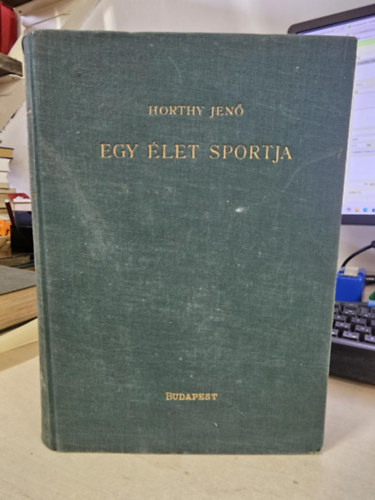 HORTHY JENŐ
EGY ÉLET SPORTJA
BUDAPEST